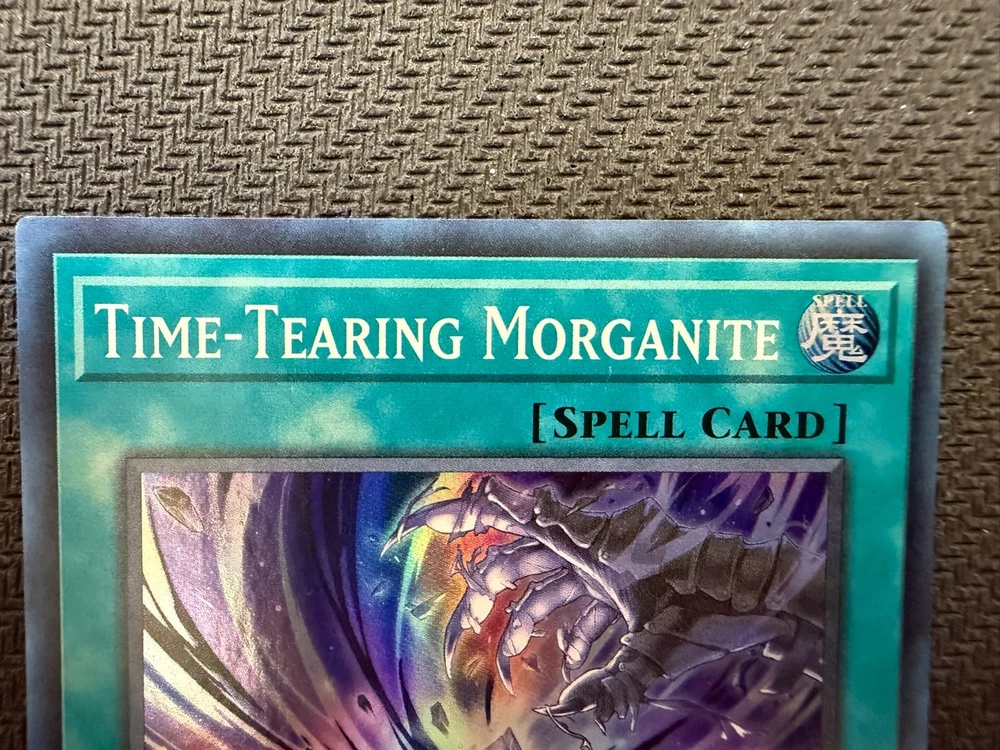 TIME-TEARING MORGANITE
SPELL
魔
[SPELL CARD]